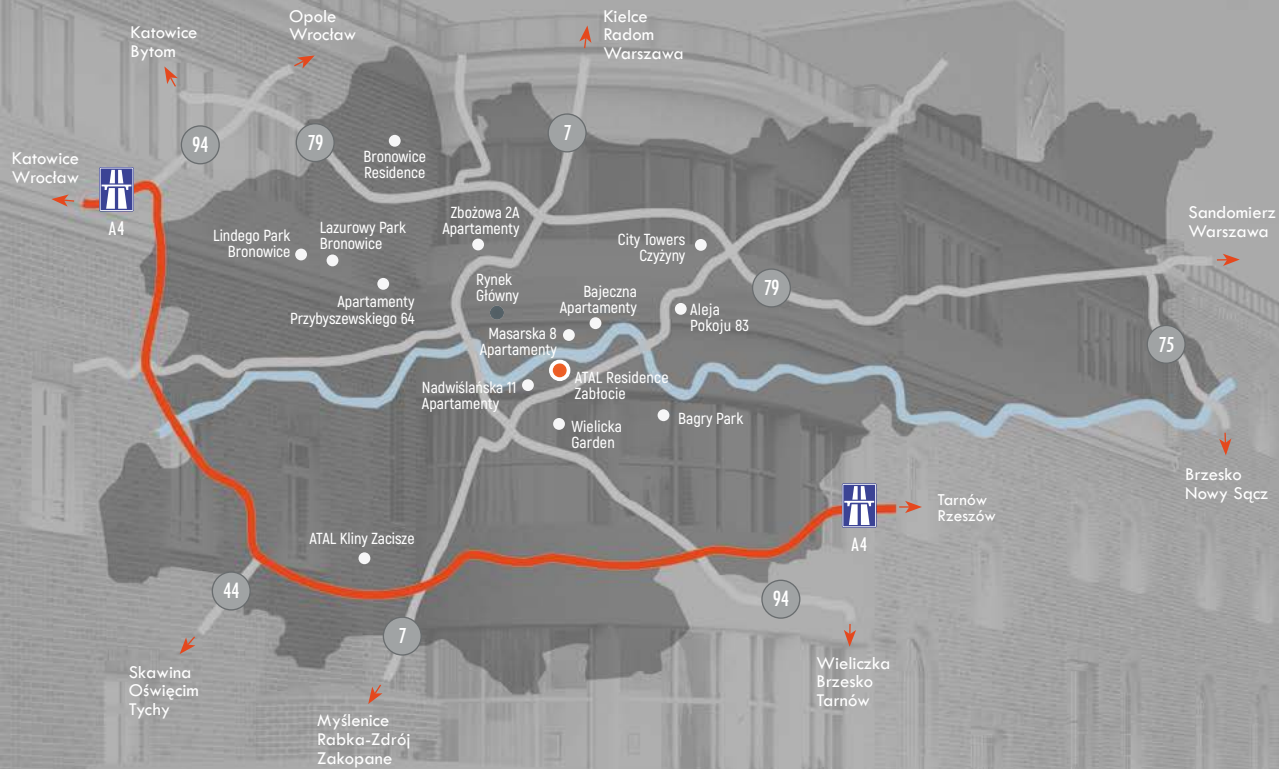 Opole
Wrocław
Kielce
Radom
Warszawa
Katowice
Bytom
94
79
7
Katowice
Wrocław
A4
Bronowice
Residence
Zbożowa 2A
Apartamenty
Lindego Park
Bronowice
Lazurowy Park
Bronowice
City Towers
Czyżyny
Sandomierz
Warszawa
Apartamenty
Przybyszewskiego 64
Rynek
Główny
Bajeczna
Apartamenty
79
Aleja
Pokoju 83
Masarska 8
Apartamenty
75
Nadwiślańska 11
Apartamenty
ATAL Residence
Zabłocie
Wielicka
Garden
Bagry Park
Brzesko
Nowy Sącz
Tarnów
Rzeszów
A4
ATAL Kliny Zacisze
44
94
7
Skawina
Oświęcim
Tychy
Wieliczka
Brzesko
Tarnów
Myślenice
Rabka-Zdrój
Zakopane